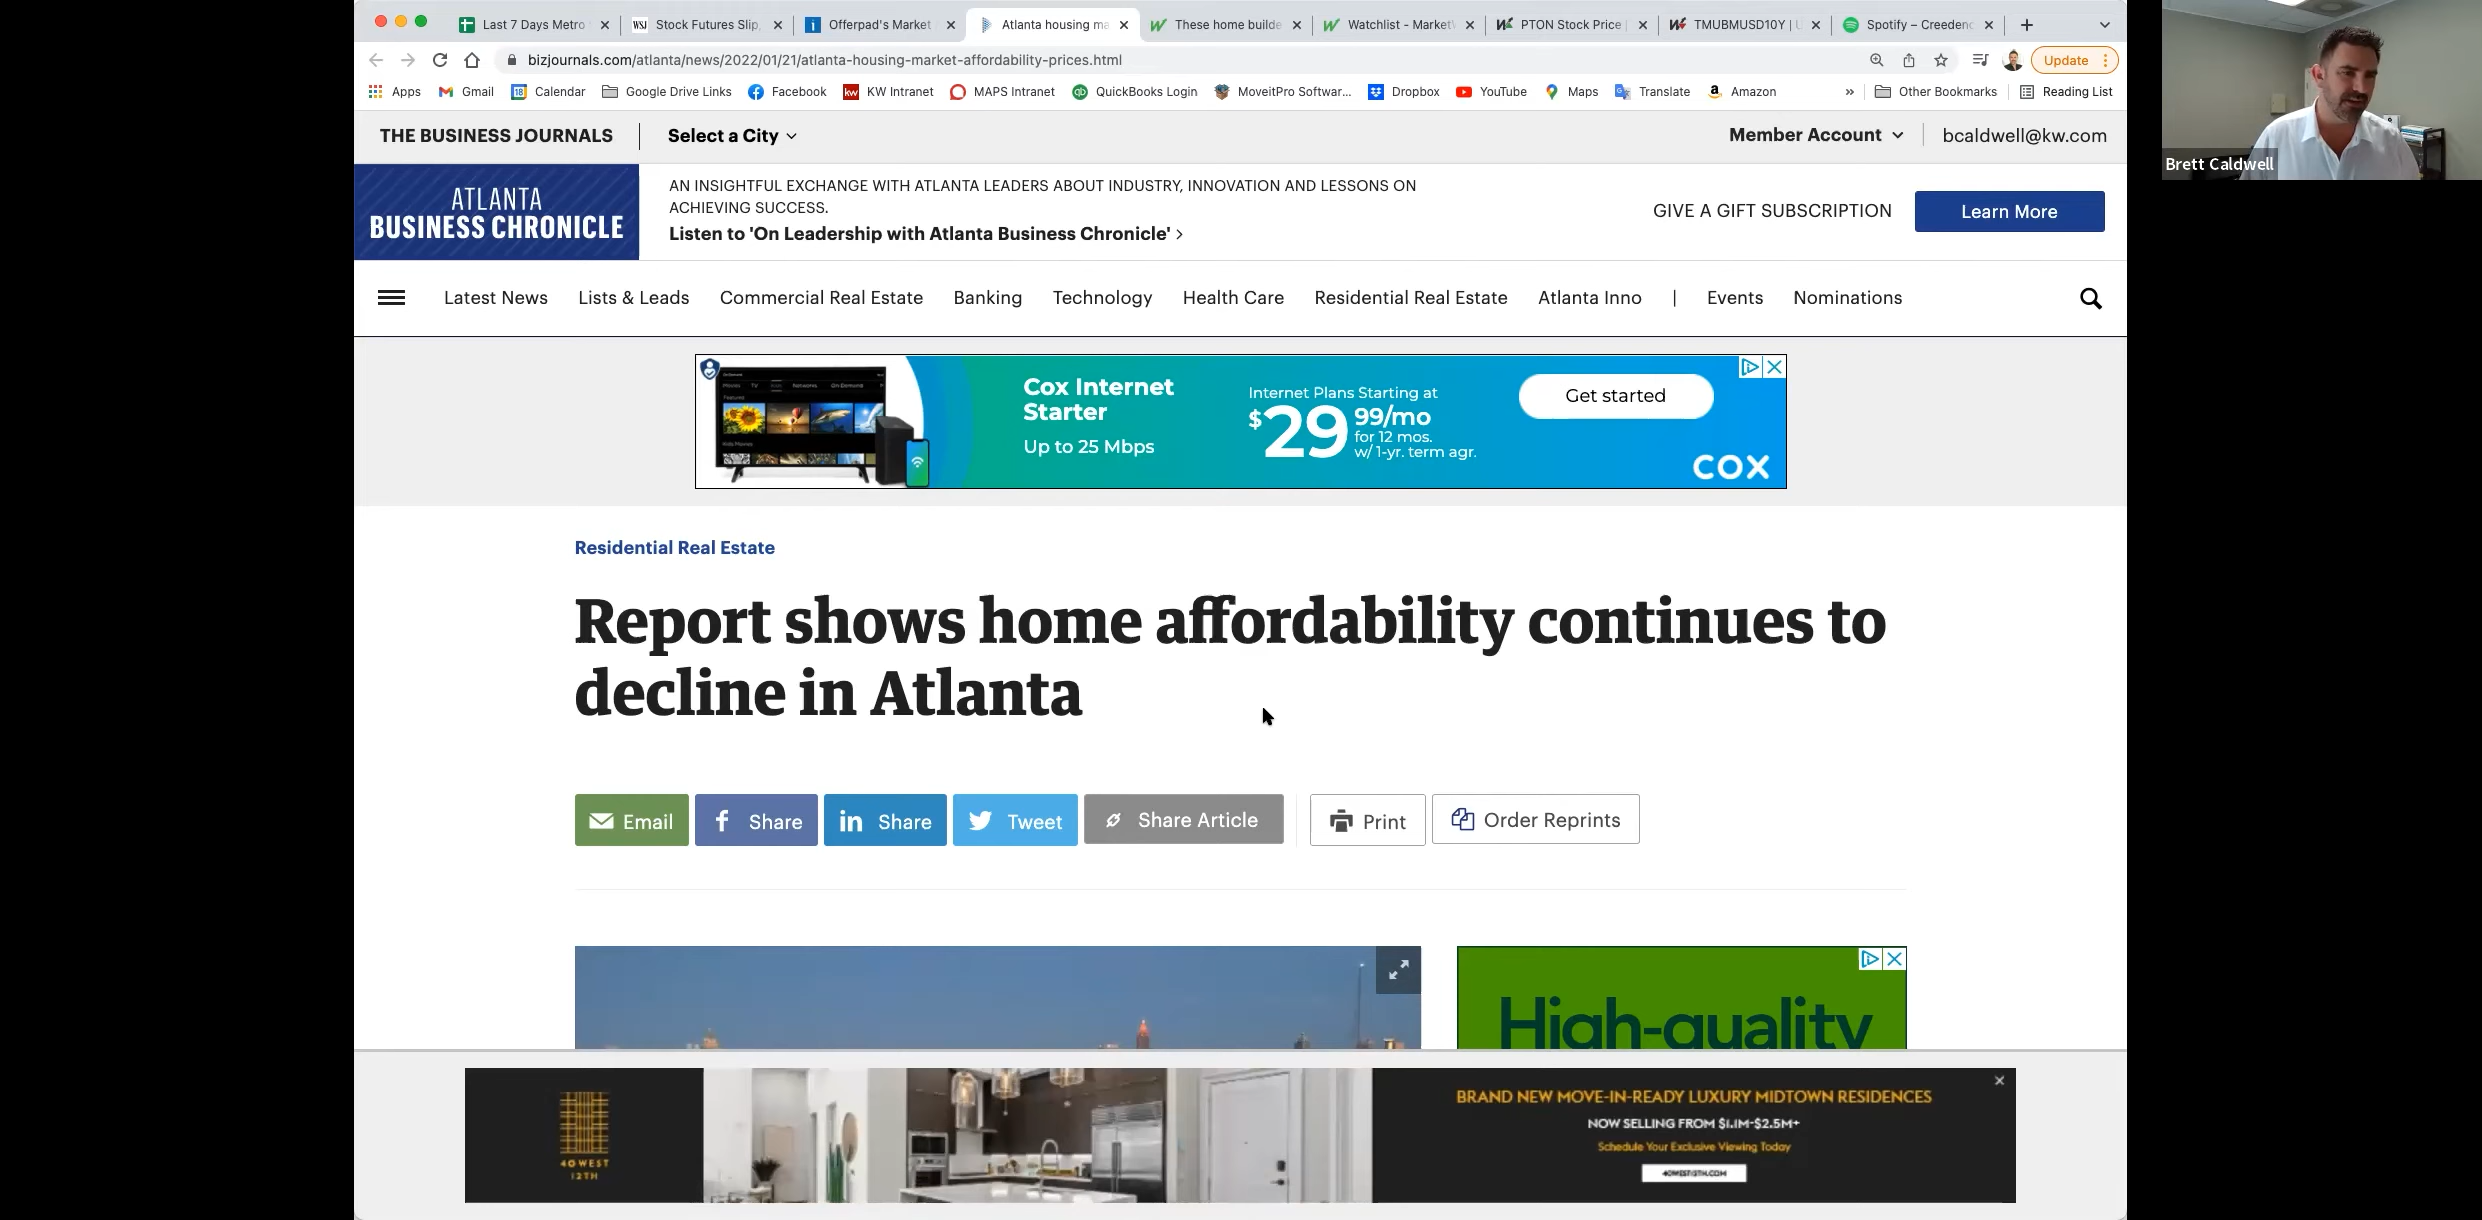 Last 7 Days Metro
WSJ
Stock Futures Slip,
Offerpad's Market
Atlanta housing ma
These home builde
Watchlist - Market
PTON Stock Price |
TMUBMUSD10Y | U
Spotify – Creedenc
bizjournals.com/atlanta/news/2022/01/21/atlanta-housing-market-affordability-prices.html
Update
Apps
Gmail
18
Calendar
Google Drive Links
Facebook
kw
KW Intranet
MAPS Intranet
qb
QuickBooks Login
MoveitPro Softwar...
Dropbox
YouTube
Maps
Translate
Amazon
»
Other Bookmarks
Reading List
Brett Caldwell
THE BUSINESS JOURNALS
Select a City
Member Account
bcaldwell@kw.com
ATLANTA
BUSINESS CHRONICLE
AN INSIGHTFUL EXCHANGE WITH ATLANTA LEADERS ABOUT INDUSTRY, INNOVATION AND LESSONS ON
ACHIEVING SUCCESS.
Listen to 'On Leadership with Atlanta Business Chronicle' >
GIVE A GIFT SUBSCRIPTION
Learn More
Latest News
Lists & Leads
Commercial Real Estate
Banking
Technology
Health Care
Residential Real Estate
Atlanta Inno
|
Events
Nominations
Cox Internet
Starter
Up to 25 Mbps
Internet Plans Starting at
$29 99/mo
for 12 mos.
w/ 1-yr. term agr.
Get started
COX
Residential Real Estate
Report shows home affordability continues to
decline in Atlanta
Email
Share
in Share
Tweet
Share Article
Print
Order Reprints
High-quality
40 WEST
12TH
BRAND NEW MOVE-IN-READY LUXURY MIDTOWN RESIDENCES
NOW SELLING FROM $1.1M-$2.5M+
Schedule Your Exclusive Viewing Today